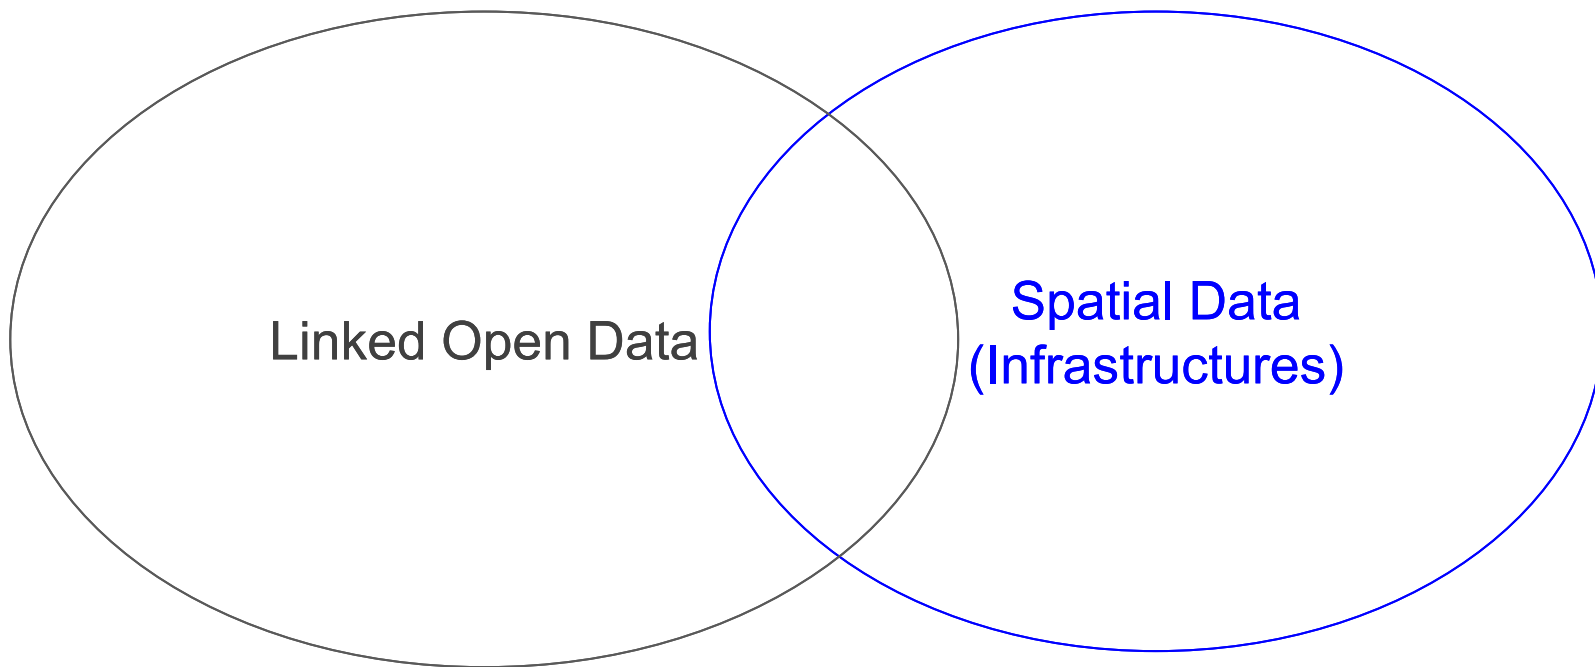 Linked Open Data
Spatial Data
(Infrastructures)